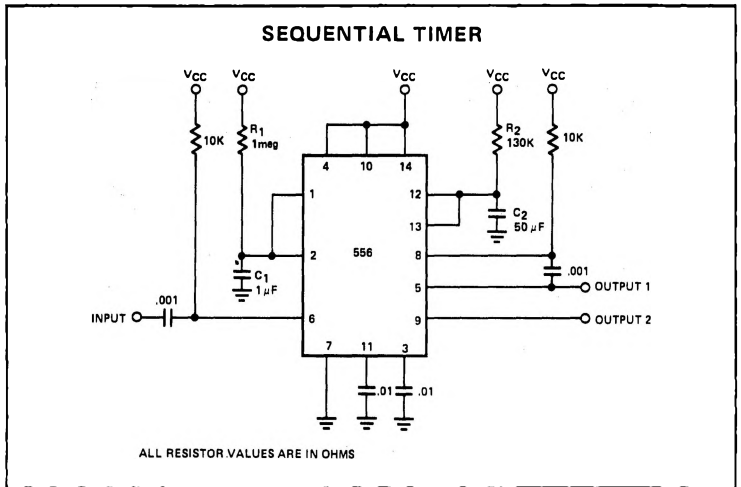 SEQUENTIAL TIMER
VCC VCC VCC VCC VCC
10K
R1
1meg
R2
130K
10K
4 10 14
1
12
13
C2
50 μF
2
556
8
C1
1 μF
.001
5
OUTPUT 1
.001
INPUT
6
9
OUTPUT 2
7 11 3
.01 .01
ALL RESISTOR VALUES ARE IN OHMS